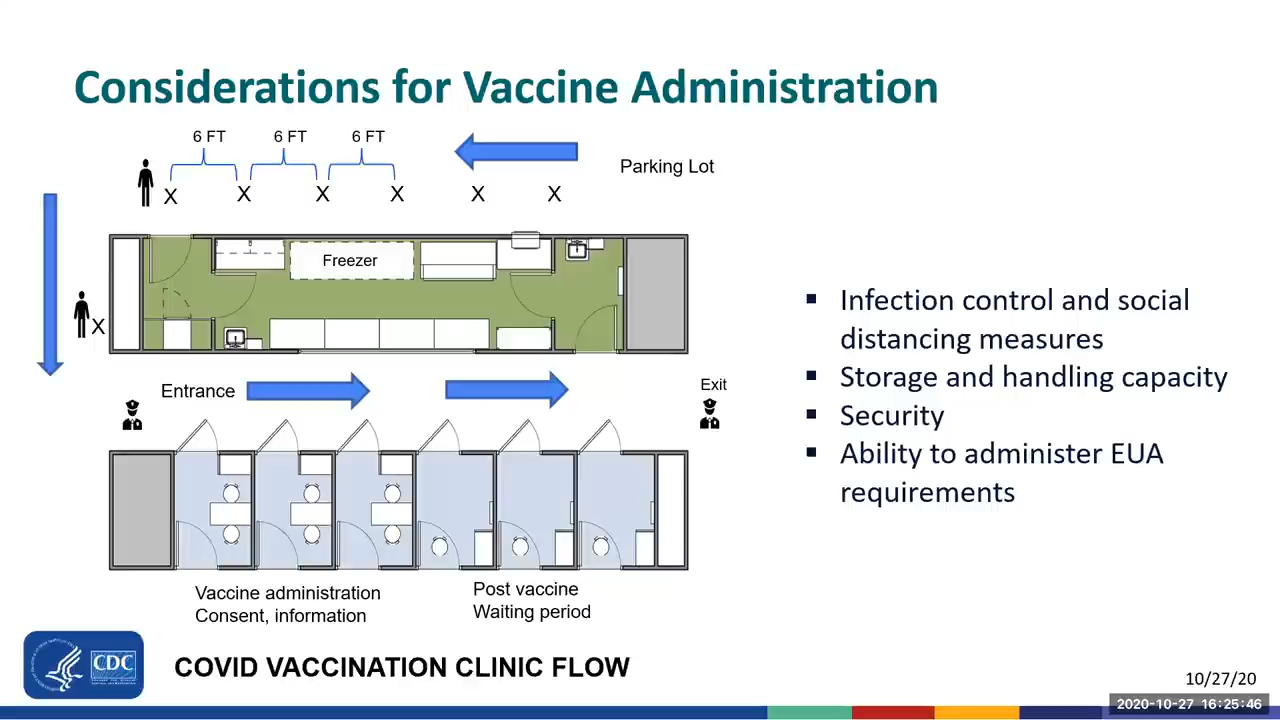 Considerations for Vaccine Administration
6 FT 6 FT 6 FT
Parking Lot
X X X X X X
Freezer
X
Entrance
Exit
Vaccine administration
Consent, information
Post vaccine
Waiting period
COVID VACCINATION CLINIC FLOW
▪ Infection control and social
distancing measures
▪ Storage and handling capacity
▪ Security
▪ Ability to administer EUA
requirements
CDC
10/27/20
2020-10-27 16:25:46